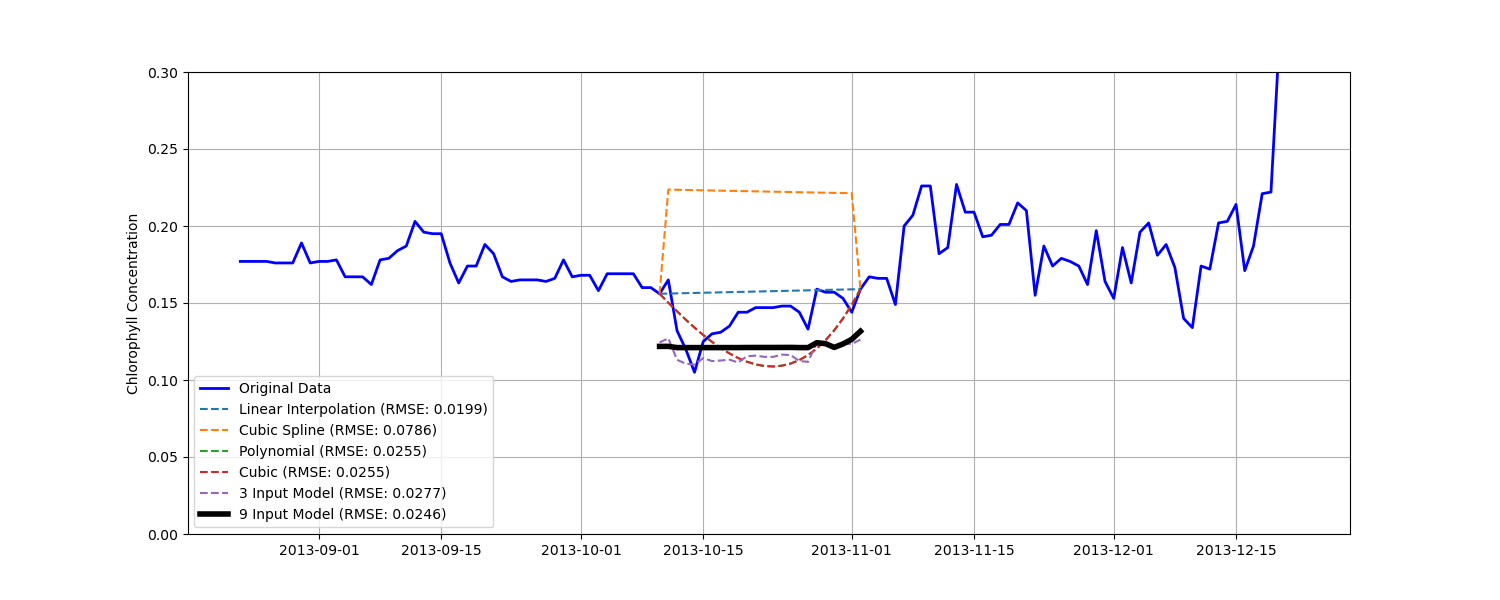 0.30
0.25
0.20
0.15
0.10
0.05
0.00
Chlorophyll Concentration
Original Data
Linear Interpolation (RMSE: 0.0199)
Cubic Spline (RMSE: 0.0786)
Polynomial (RMSE: 0.0255)
Cubic (RMSE: 0.0255)
3 Input Model (RMSE: 0.0277)
9 Input Model (RMSE: 0.0246)
2013-09-01 2013-09-15 2013-10-01 2013-10-15 2013-11-01 2013-11-15 2013-12-01 2013-12-15